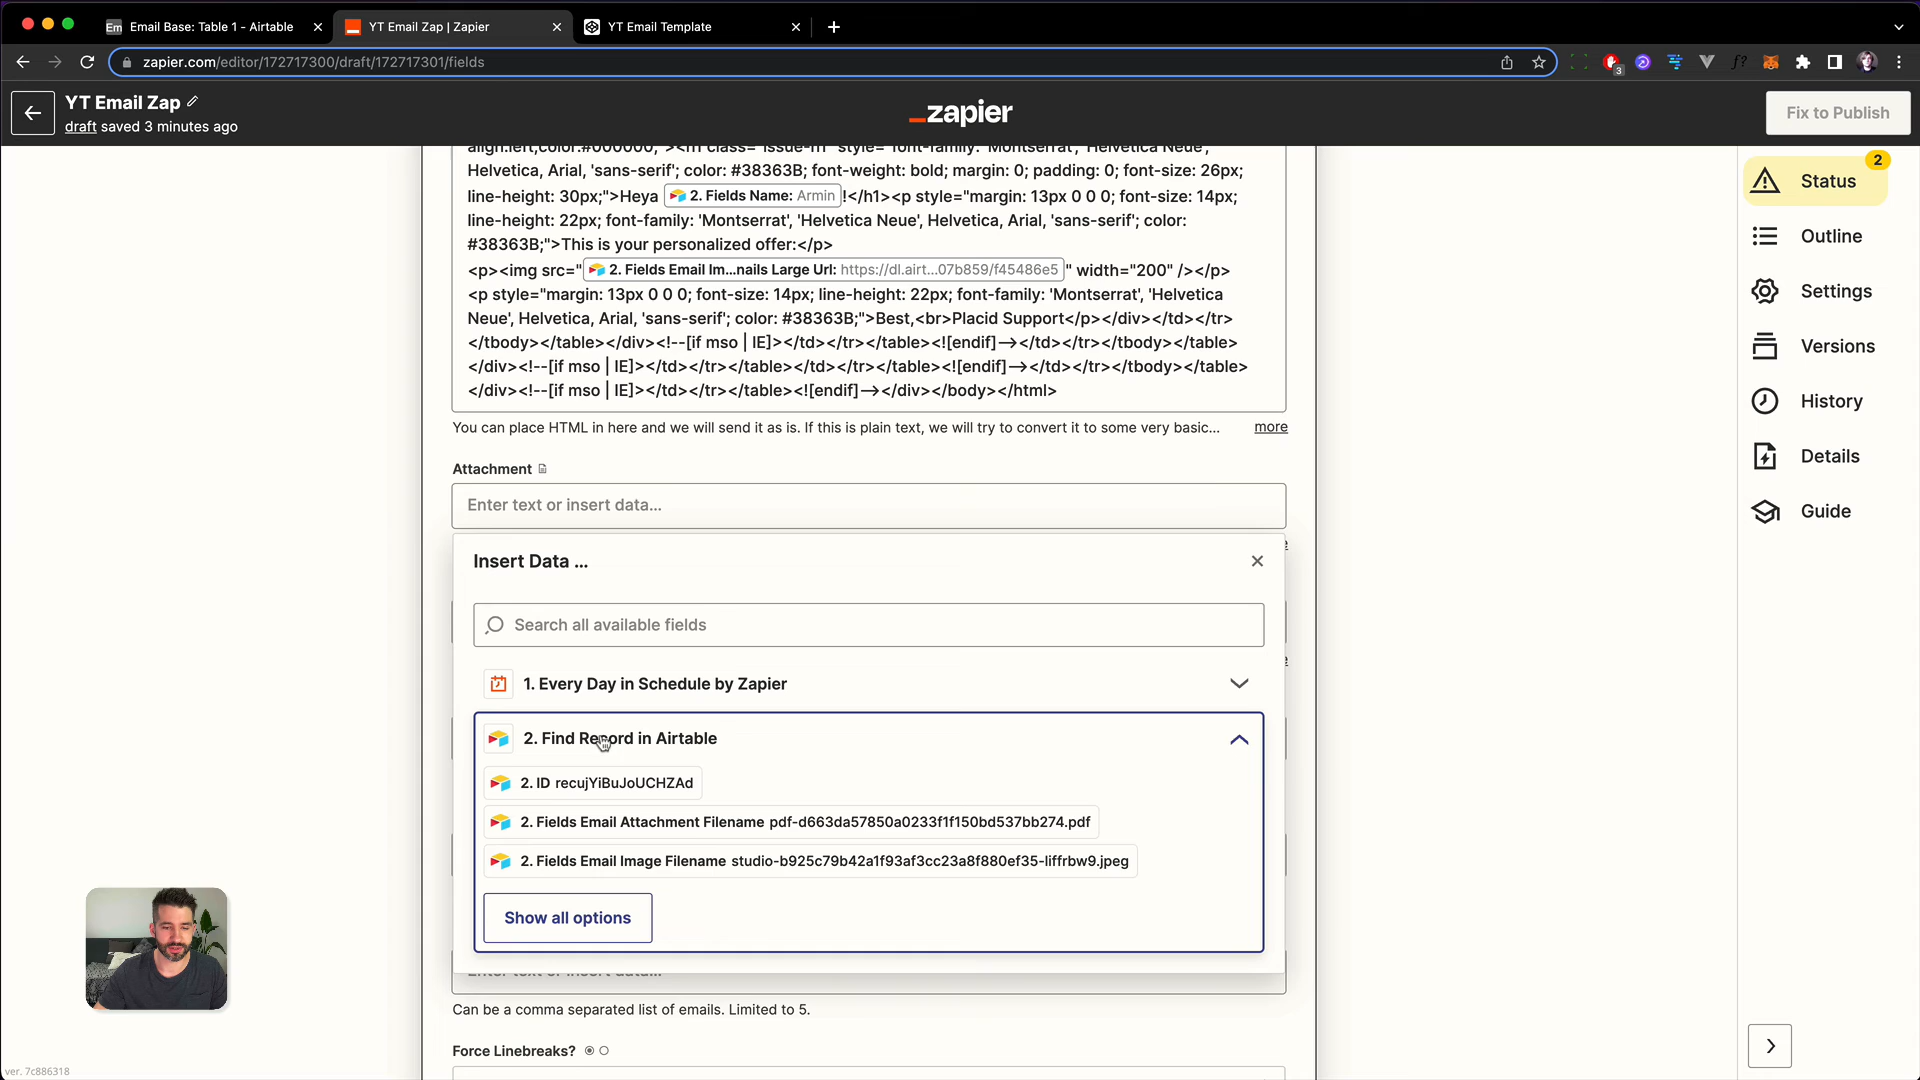 Email Base: Table 1 - Airtable
YT Email Zap | Zapier
YT Email Template
zapier.com/editor/172717300/draft/172717301/fields
3
YT Email Zap
draft saved 3 minutes ago
zapier
Fix to Publish
Helvetica, Arial, 'sans-serif'; color: #38363B; font-weight: bold; margin: 0; padding: 0; font-size: 26px;
line-height: 30px;">Heya 2. Fields Name: Armin !</h1><p style="margin: 13px 0 0 0; font-size: 14px;
line-height: 22px; font-family: 'Montserrat', 'Helvetica Neue', Helvetica, Arial, 'sans-serif'; color:
#38363B;">This is your personalized offer:</p>
<p><img src=" 2. Fields Email Im...nails Large Url: https://dl.airt...07b859/f45486e5 " width="200" /></p>
<p style="margin: 13px 0 0 0; font-size: 14px; line-height: 22px; font-family: 'Montserrat', 'Helvetica
Neue', Helvetica, Arial, 'sans-serif'; color: #38363B;">Best,<br>Placid Support</p></div></td></tr>
</tbody></table></div><!--[if mso | IE]></td></tr></table><![endif]--></td></tr></tbody></table>
</div><!--[if mso | IE]></td></tr></table></td></tr></table><![endif]--></td></tr></tbody></table>
</div><!--[if mso | IE]></td></tr></table><![endif]--></div></body></html>
You can place HTML in here and we will send it as is. If this is plain text, we will try to convert it to some very basic... more
Attachment
Enter text or insert data...
Insert Data ...
Search all available fields
1. Every Day in Schedule by Zapier
2. Find Record in Airtable
2. ID recujYiBuJoUCHZAd
2. Fields Email Attachment Filename pdf-d663da57850a0233f1f150bd537bb274.pdf
2. Fields Email Image Filename studio-b925c79b42a1f93af3cc23a8f880ef35-liffrbw9.jpeg
Show all options
Can be a comma separated list of emails. Limited to 5.
Force Linebreaks?
2
Status
Outline
Settings
Versions
History
Details
Guide
ver. 7c886318